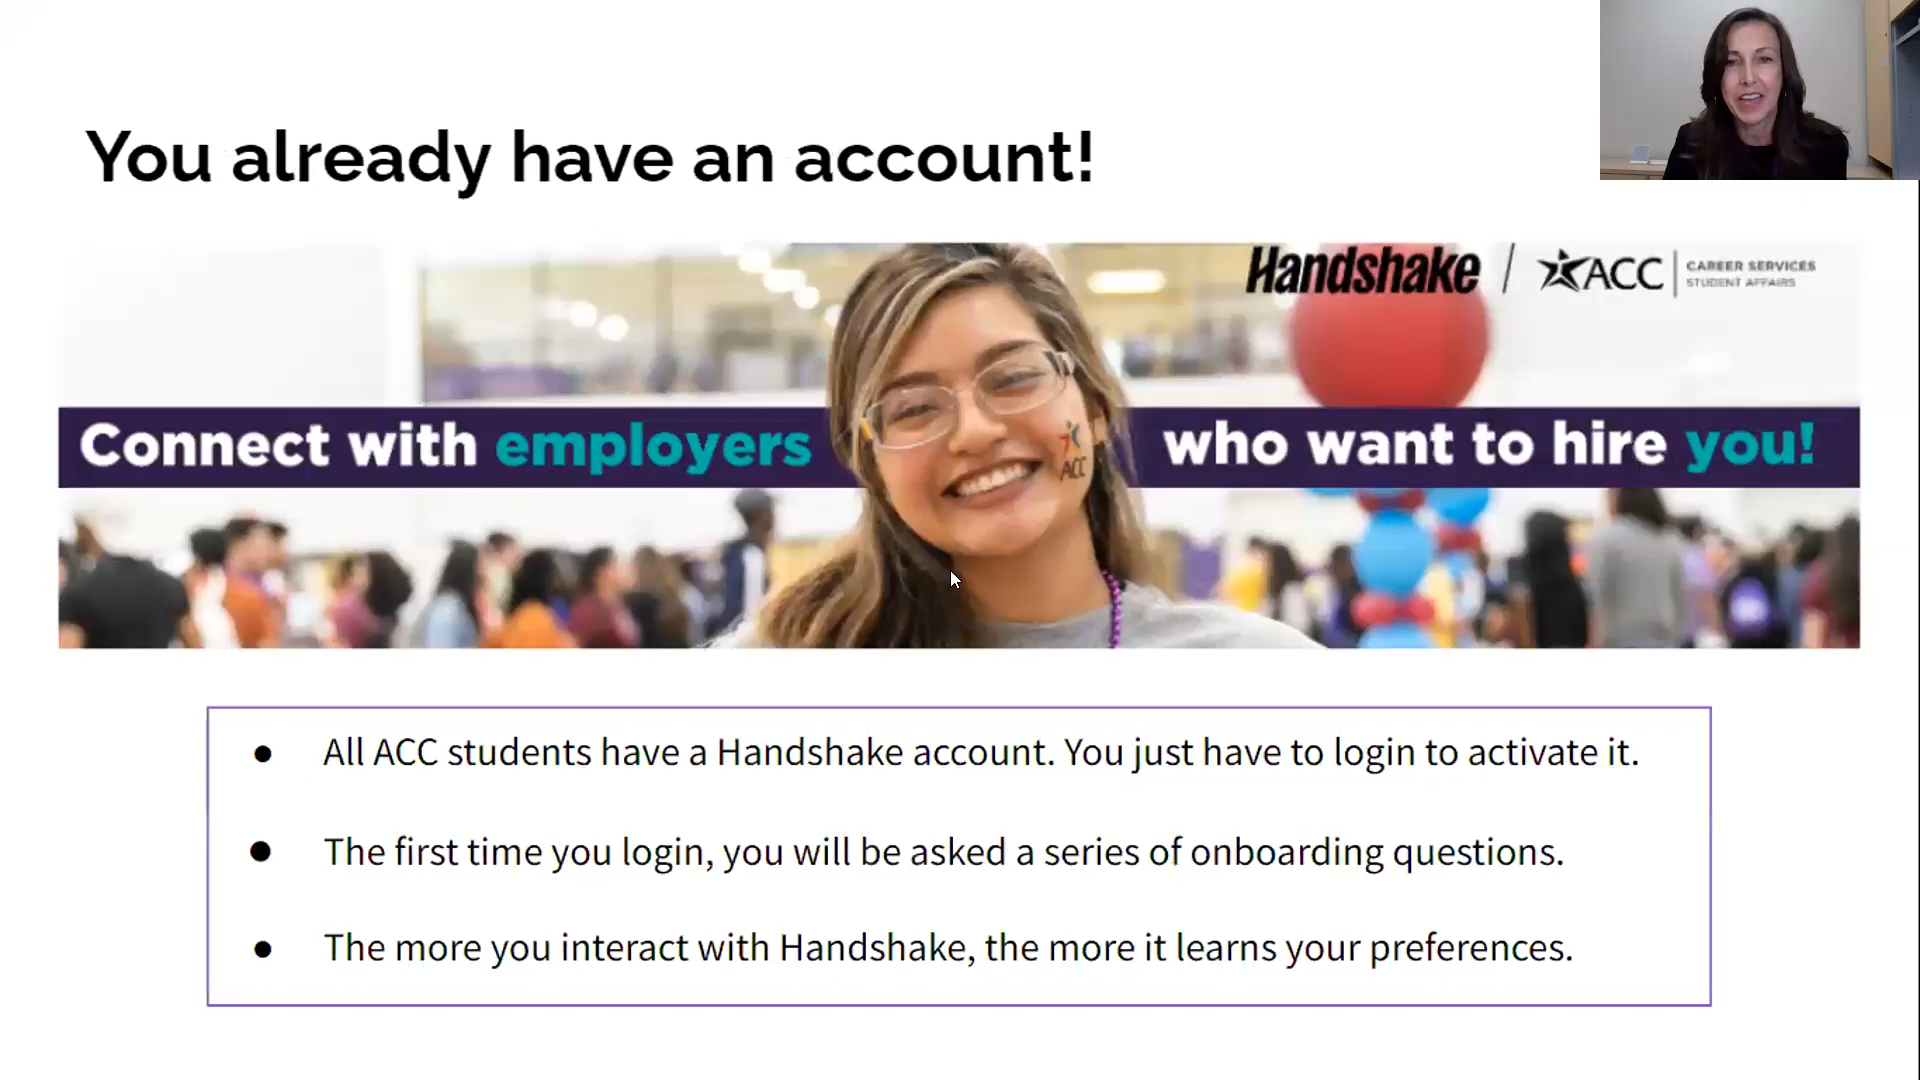 You already have an account!
Handshake / ACC | CAREER SERVICES
STUDENT AFFAIRS
Connect with employers who want to hire you!
ACC
● All ACC students have a Handshake account. You just have to login to activate it.
● The first time you login, you will be asked a series of onboarding questions.
● The more you interact with Handshake, the more it learns your preferences.